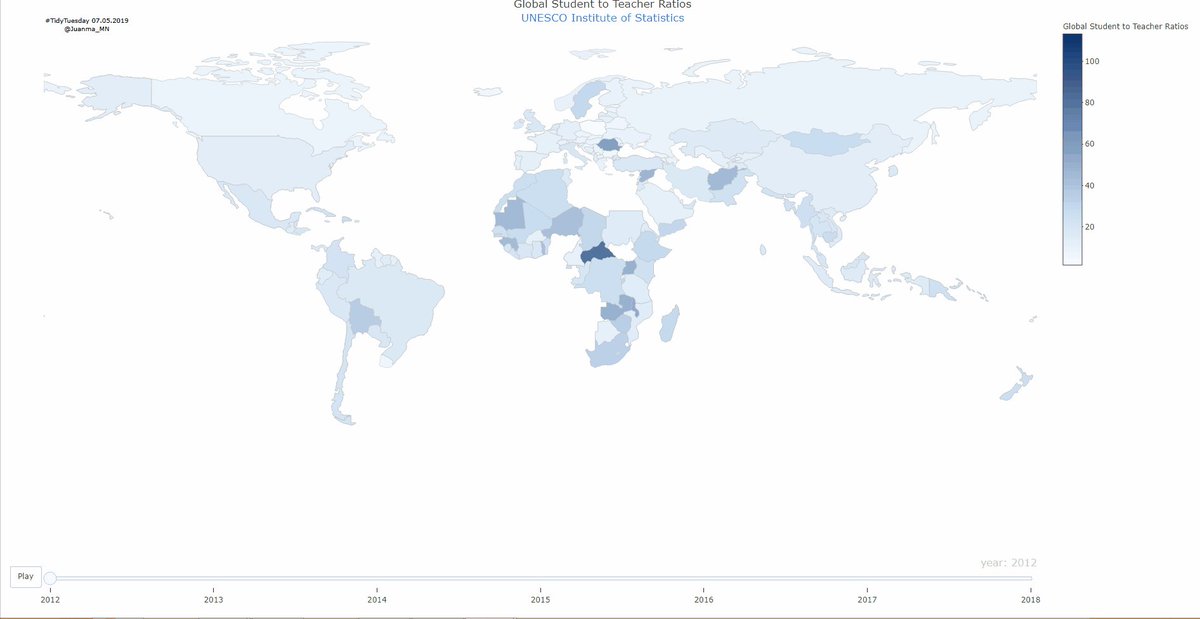 Global Student to Teacher Ratios
UNESCO Institute of Statistics
#TidyTuesday 07.05.2019
@Juanma_MN
Global Student to Teacher Ratios
100
80
60
40
20
year: 2012
Play
2012 2013 2014 2015 2016 2017 2018